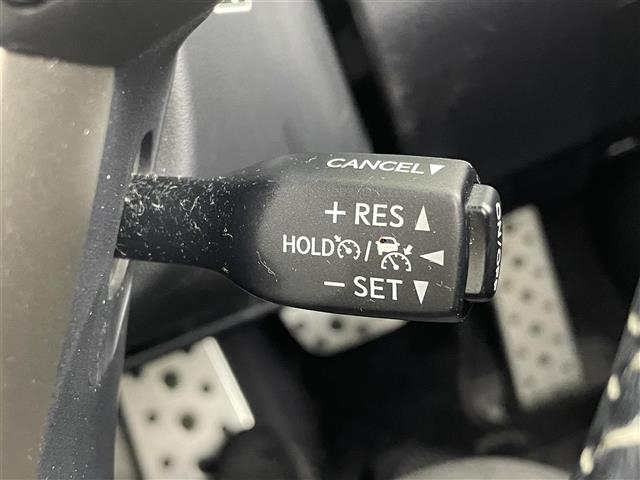 CANCEL ▼
+ RES ▲
HOLD / ◀
− SET ▼
ON/OFF